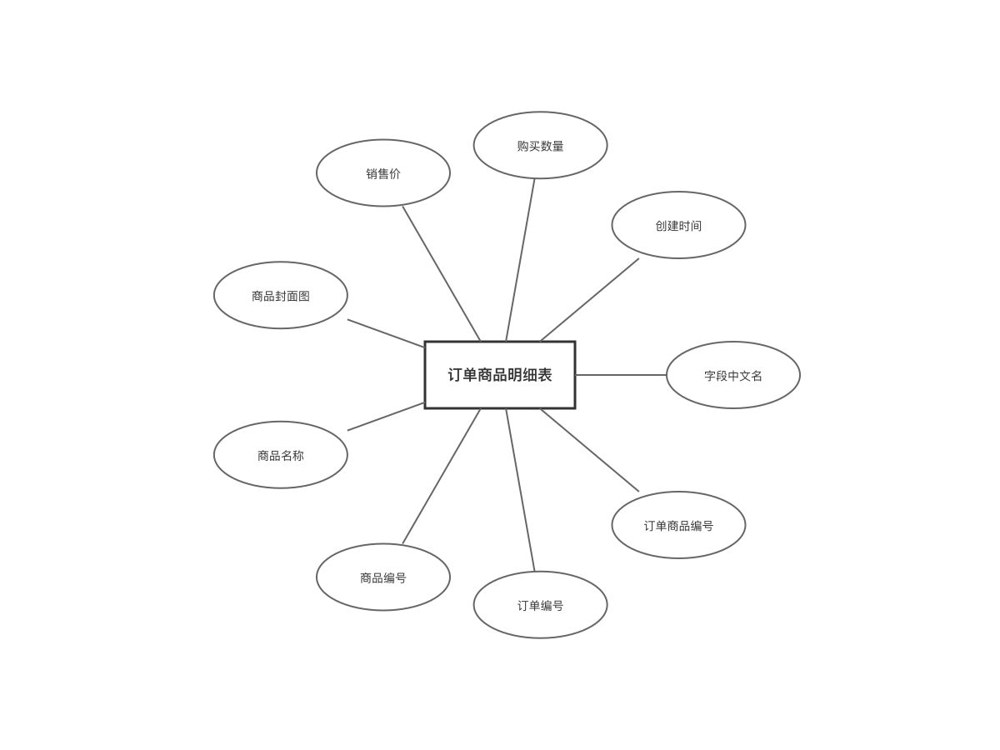 购买数量
销售价
创建时间
商品封面图
订单商品明细表
字段中文名
商品名称
订单商品编号
商品编号
订单编号